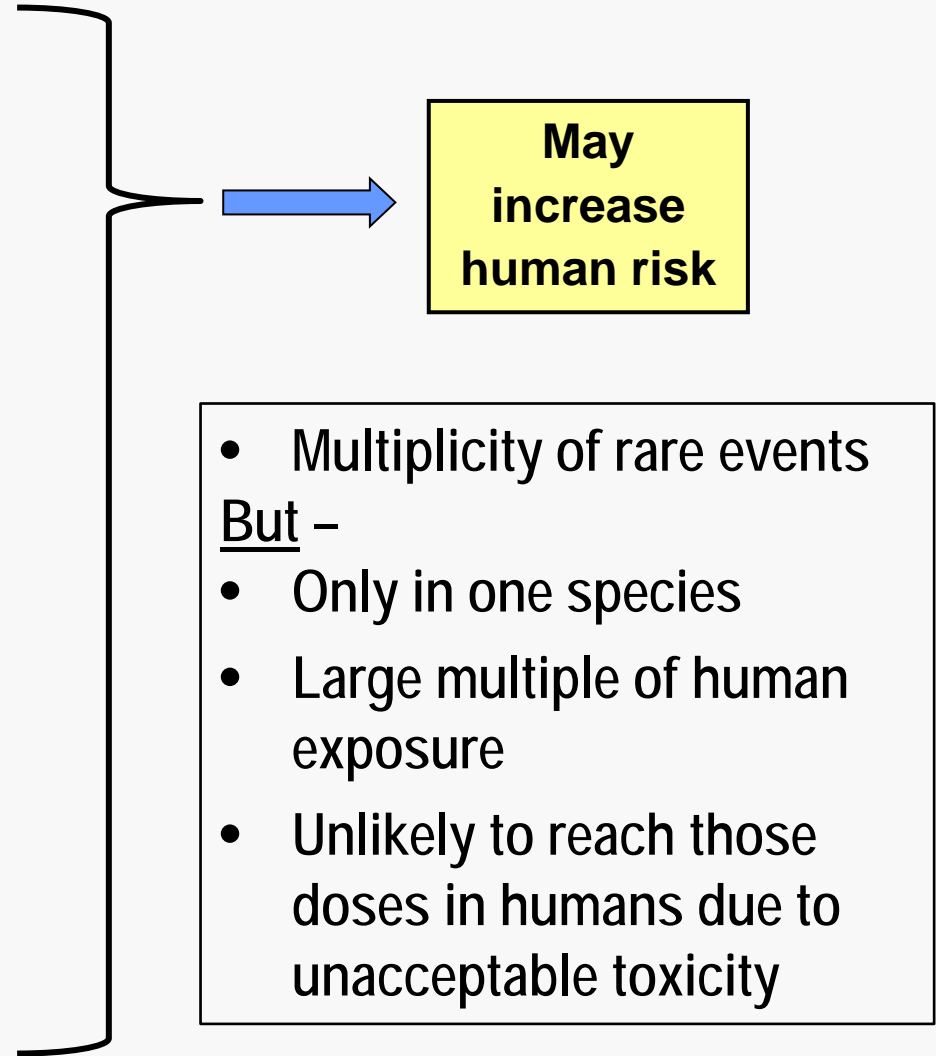 May
increase
human risk
• Multiplicity of rare events
But –
• Only in one species
• Large multiple of human
exposure
• Unlikely to reach those
doses in humans due to
unacceptable toxicity